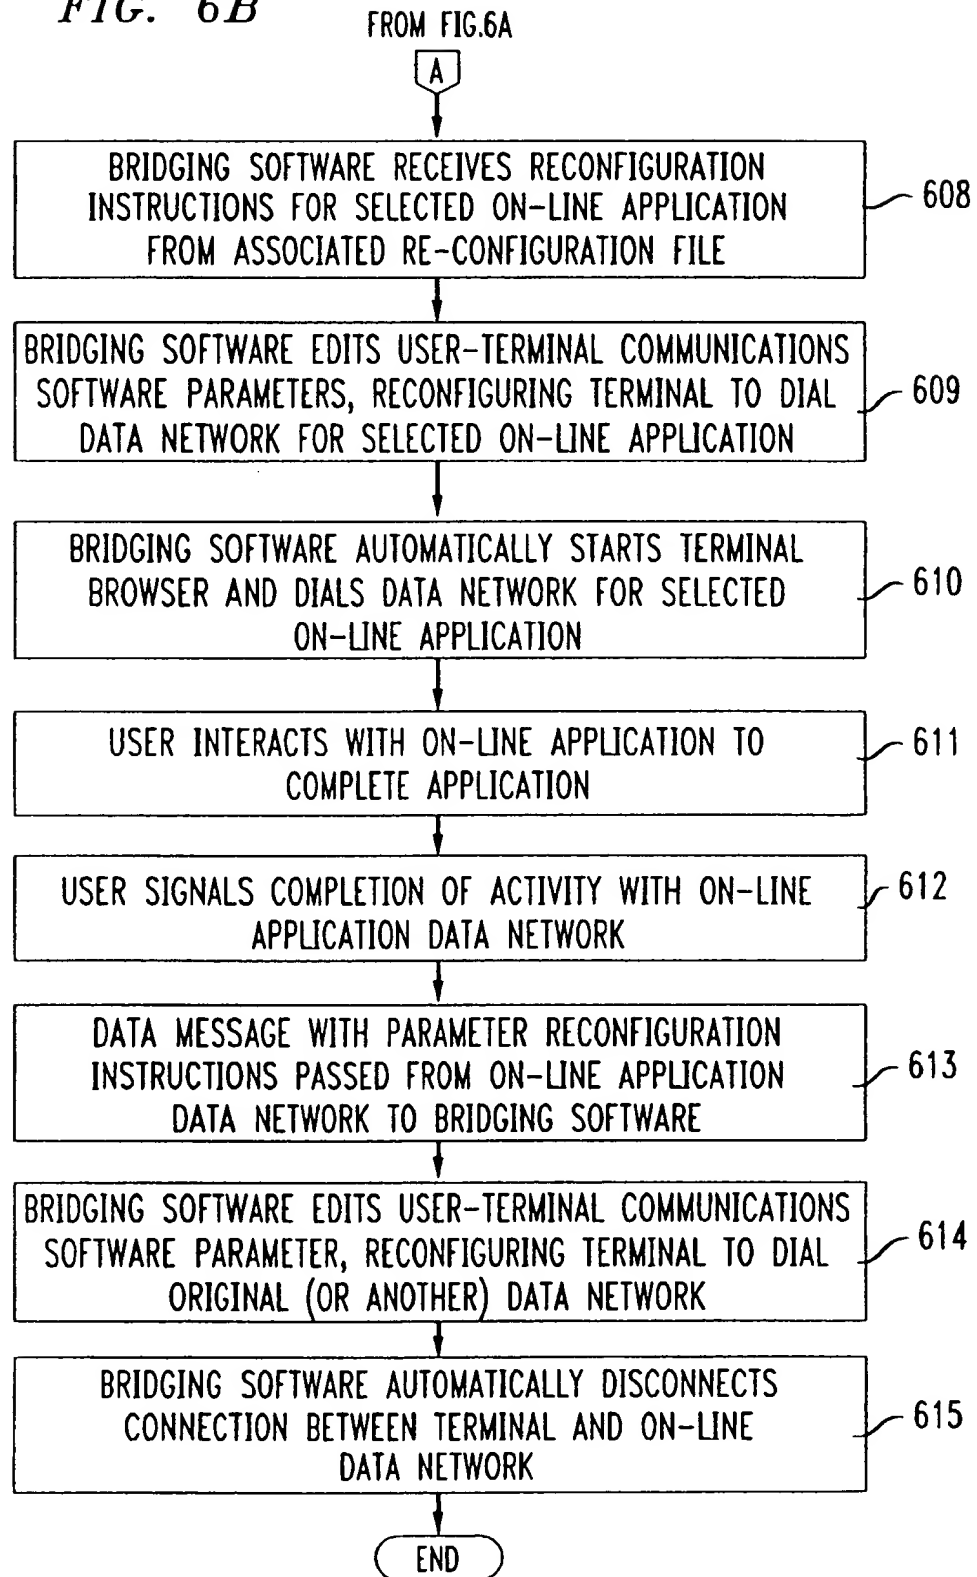 FIG. 6B
FROM FIG.6A
A
BRIDGING SOFTWARE RECEIVES RECONFIGURATION
INSTRUCTIONS FOR SELECTED ON-LINE APPLICATION
FROM ASSOCIATED RE-CONFIGURATION FILE
608
BRIDGING SOFTWARE EDITS USER-TERMINAL COMMUNICATIONS
SOFTWARE PARAMETERS, RECONFIGURING TERMINAL TO DIAL
DATA NETWORK FOR SELECTED ON-LINE APPLICATION
609
BRIDGING SOFTWARE AUTOMATICALLY STARTS TERMINAL
BROWSER AND DIALS DATA NETWORK FOR SELECTED
ON-LINE APPLICATION
610
USER INTERACTS WITH ON-LINE APPLICATION TO
COMPLETE APPLICATION
611
USER SIGNALS COMPLETION OF ACTIVITY WITH ON-LINE
APPLICATION DATA NETWORK
612
DATA MESSAGE WITH PARAMETER RECONFIGURATION
INSTRUCTIONS PASSED FROM ON-LINE APPLICATION
DATA NETWORK TO BRIDGING SOFTWARE
613
BRIDGING SOFTWARE EDITS USER-TERMINAL COMMUNICATIONS
SOFTWARE PARAMETER, RECONFIGURING TERMINAL TO DIAL
ORIGINAL (OR ANOTHER) DATA NETWORK
614
BRIDGING SOFTWARE AUTOMATICALLY DISCONNECTS
CONNECTION BETWEEN TERMINAL AND ON-LINE
DATA NETWORK
615
END